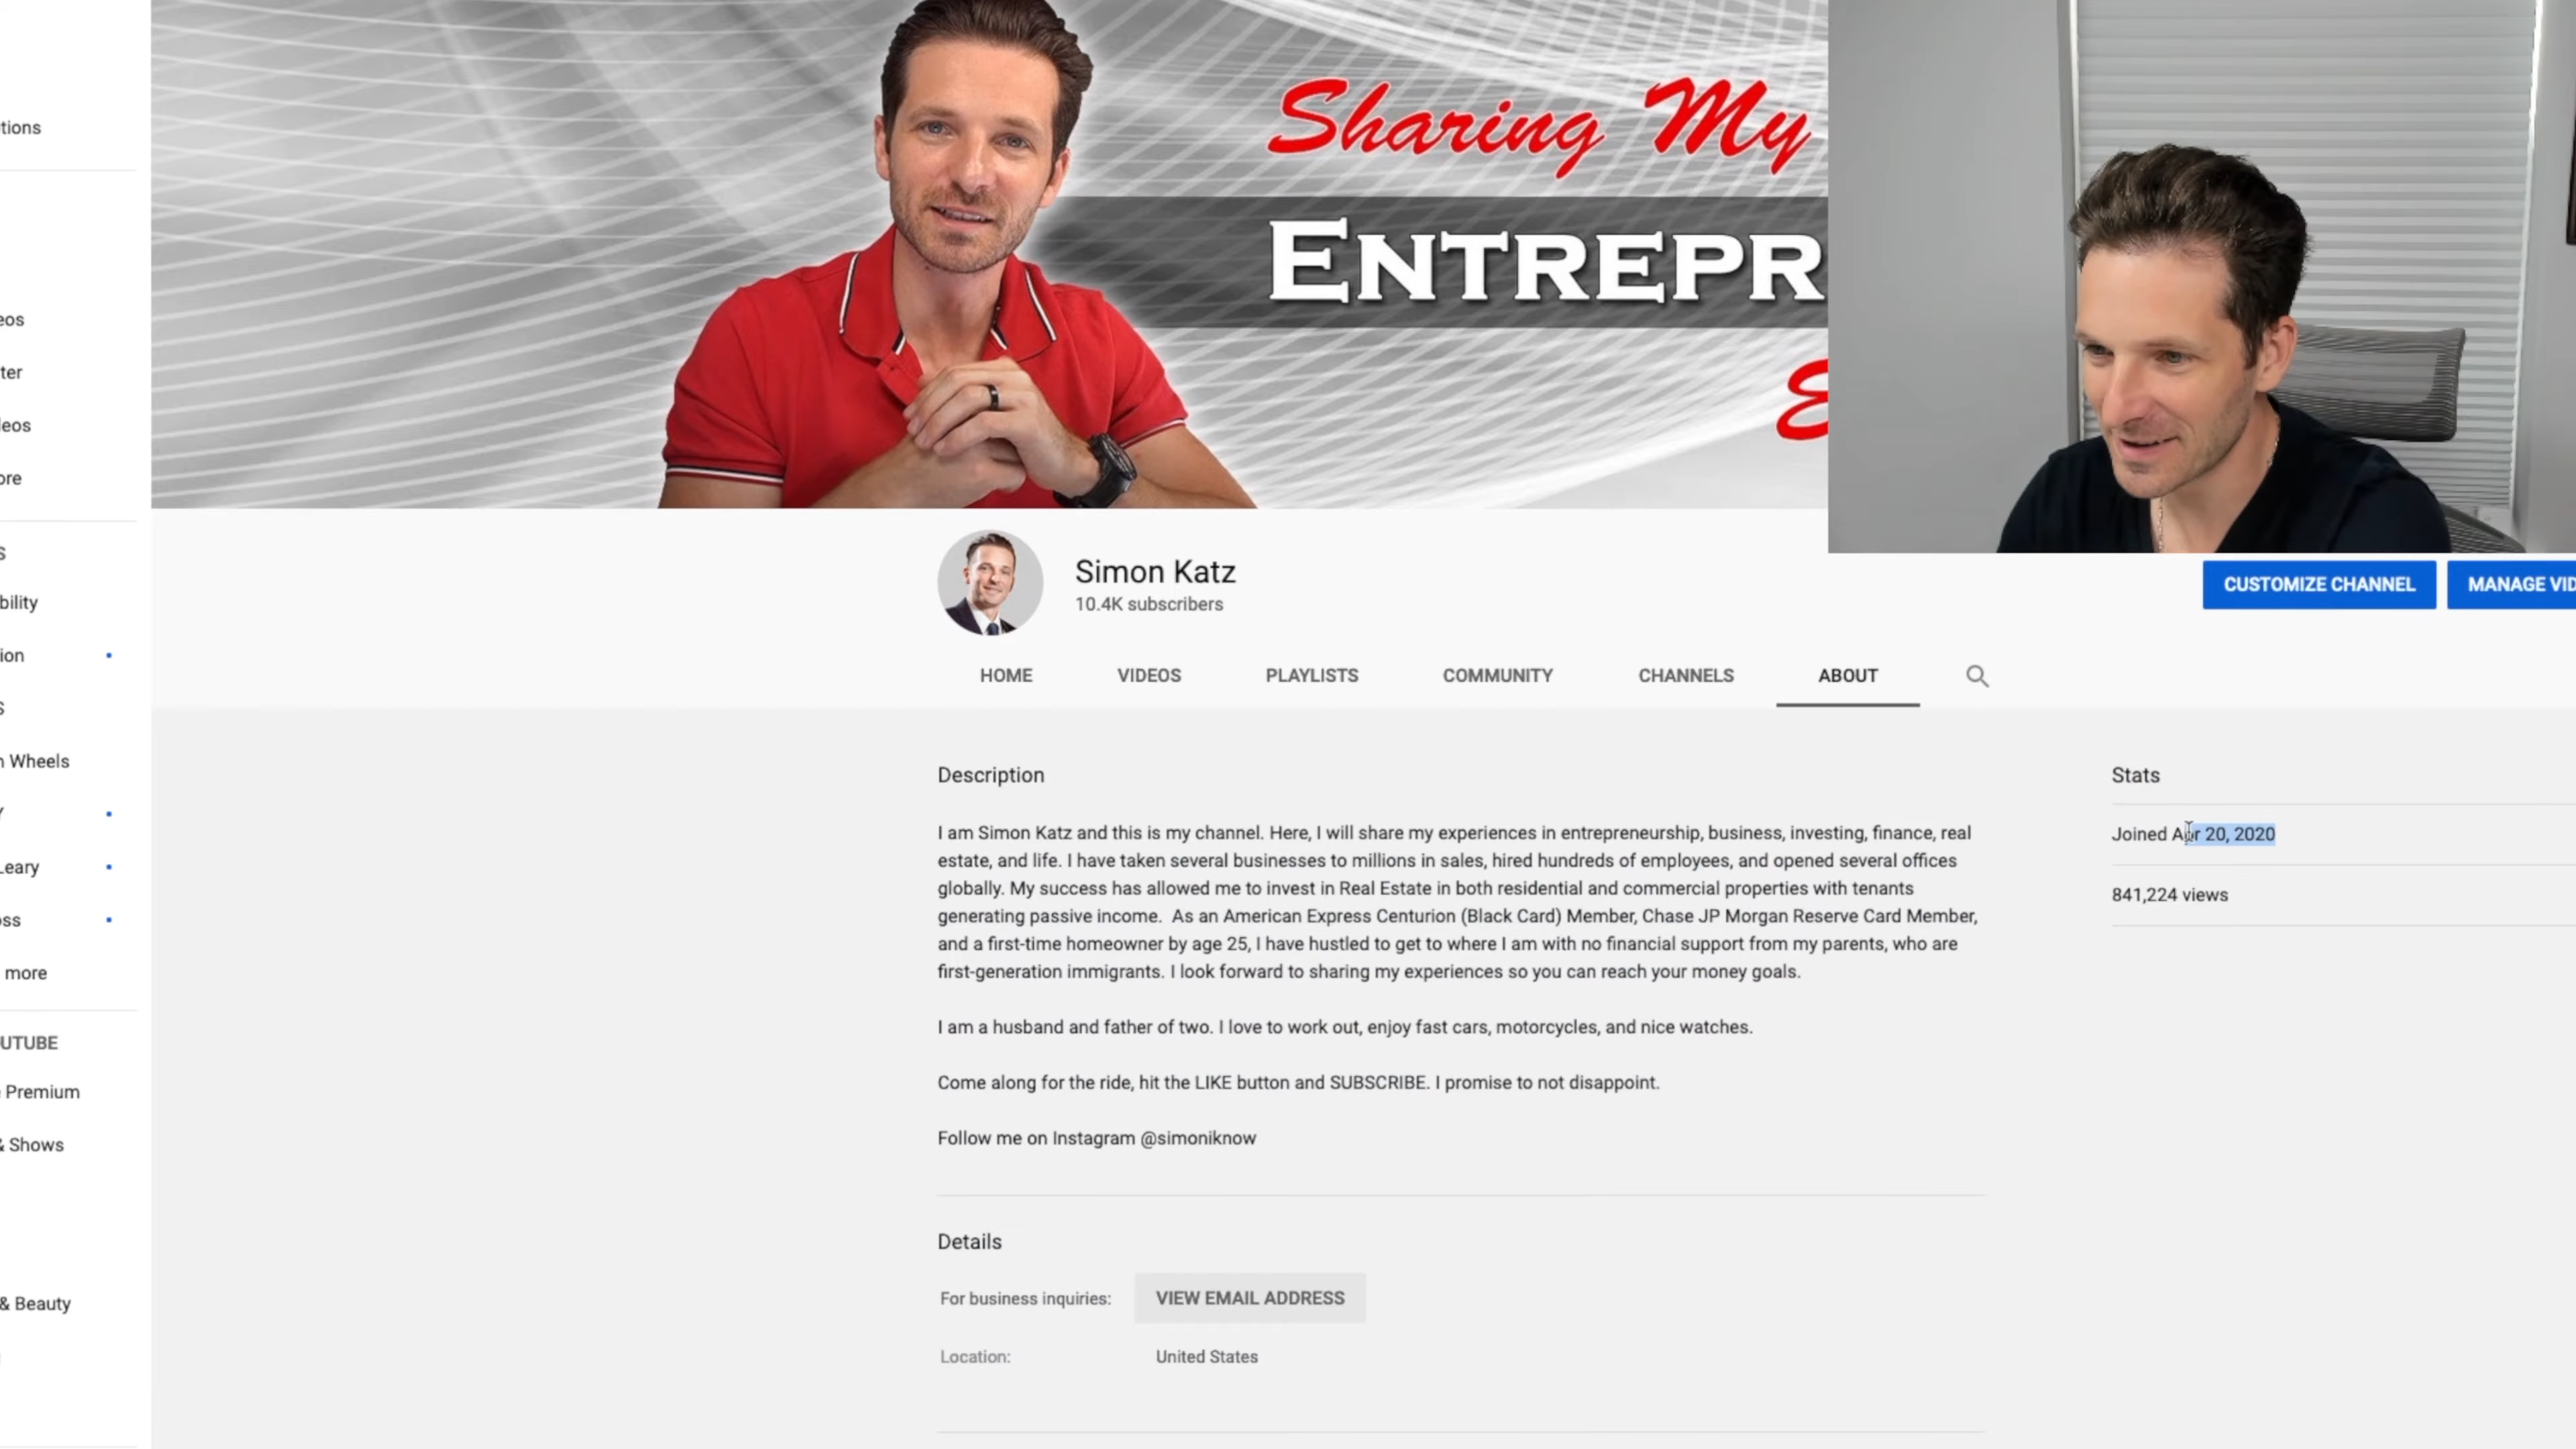 Sharing My
ENTREPR
E
tions
eos
ter
leos
ore
S
bility
ion
S
n Wheels
Y
Leary
oss
more
OUTUBE
Premium
& Shows
& Beauty
Simon Katz
10.4K subscribers
CUSTOMIZE CHANNEL
MANAGE VID
HOME
VIDEOS
PLAYLISTS
COMMUNITY
CHANNELS
ABOUT
Description
I am Simon Katz and this is my channel. Here, I will share my experiences in entrepreneurship, business, investing, finance, real
estate, and life. I have taken several businesses to millions in sales, hired hundreds of employees, and opened several offices
globally. My success has allowed me to invest in Real Estate in both residential and commercial properties with tenants
generating passive income. As an American Express Centurion (Black Card) Member, Chase JP Morgan Reserve Card Member,
and a first-time homeowner by age 25, I have hustled to get to where I am with no financial support from my parents, who are
first-generation immigrants. I look forward to sharing my experiences so you can reach your money goals.
I am a husband and father of two. I love to work out, enjoy fast cars, motorcycles, and nice watches.
Come along for the ride, hit the LIKE button and SUBSCRIBE. I promise to not disappoint.
Follow me on Instagram @simoniknow
Details
For business inquiries:
VIEW EMAIL ADDRESS
Location:
United States
Stats
Joined Apr 20, 2020
841,224 views